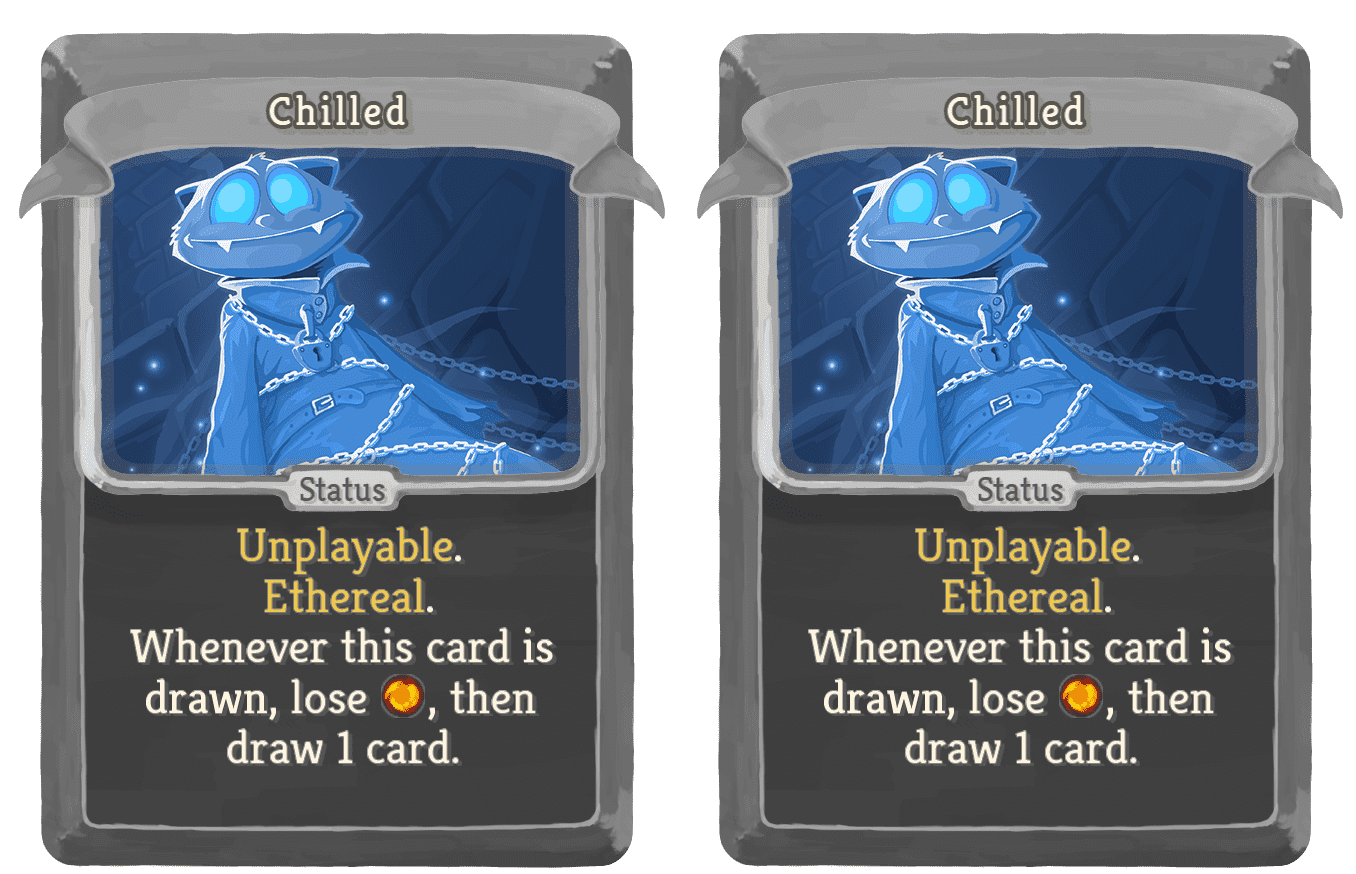 Chilled
Status
Unplayable.
Ethereal.
Whenever this card is
drawn, lose , then
draw 1 card.
Chilled
Status
Unplayable.
Ethereal.
Whenever this card is
drawn, lose , then
draw 1 card.